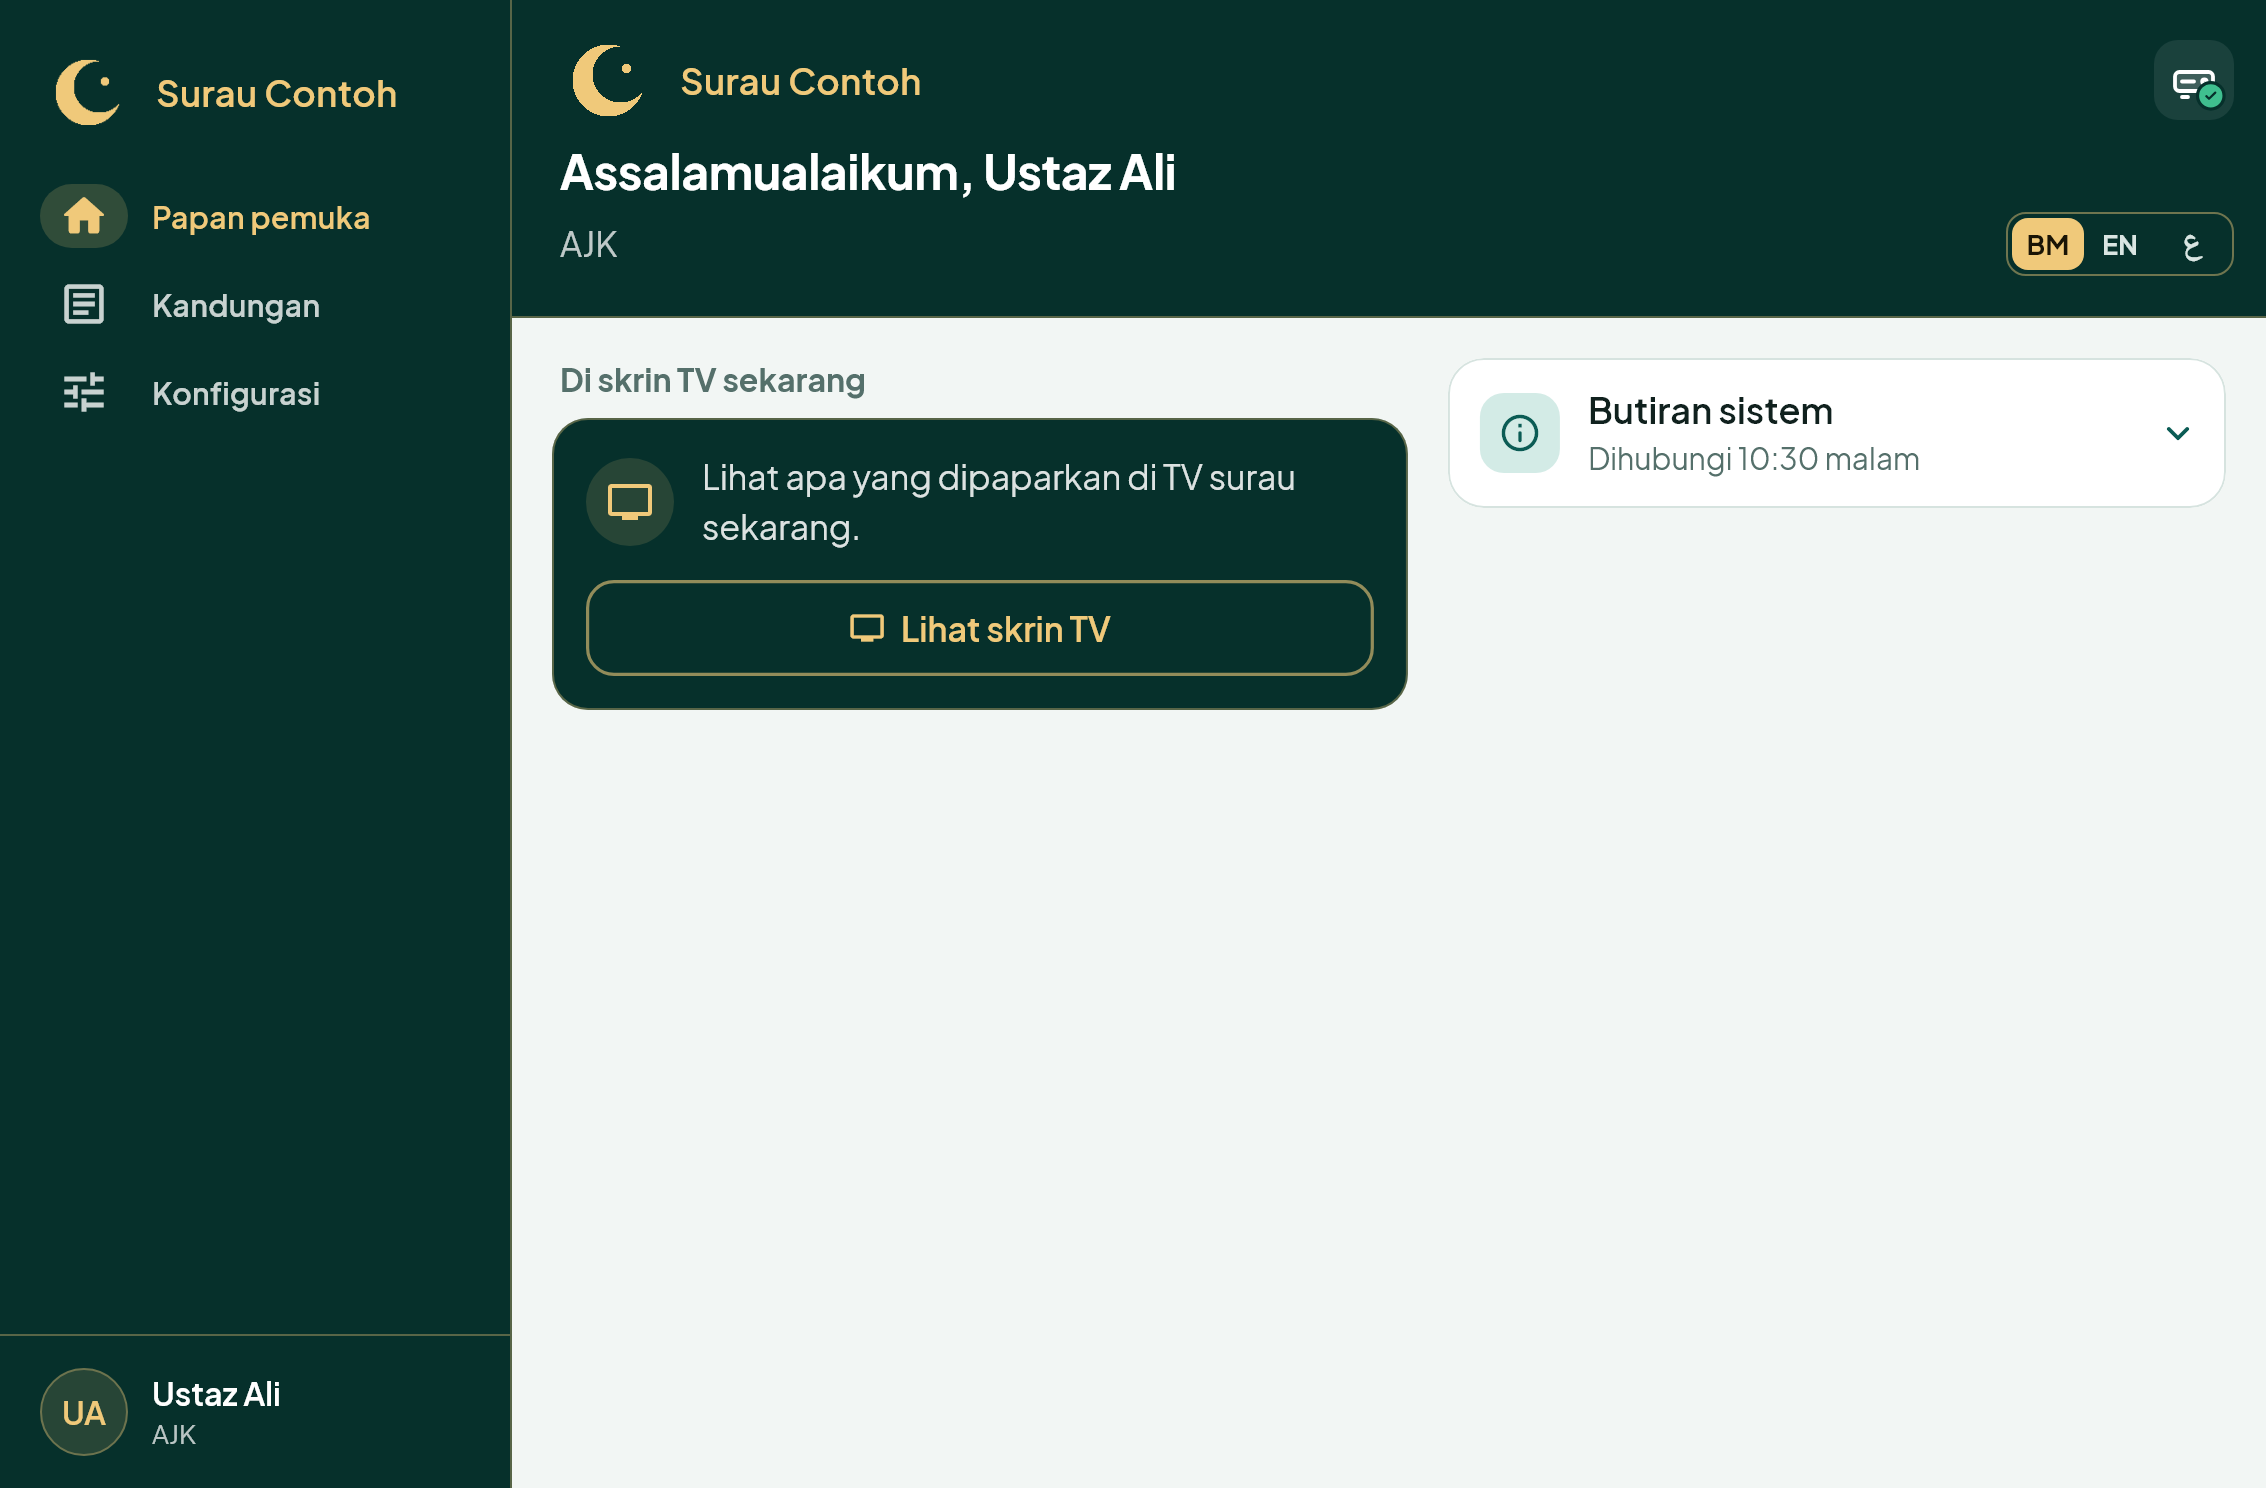 Surau Contoh
Papan pemuka
Kandungan
Konfigurasi
Ustaz Ali
AJK
UA
Surau Contoh
Assalamualaikum, Ustaz Ali
AJK
BM EN ع
Di skrin TV sekarang
Lihat apa yang dipaparkan di TV surau
sekarang.
Lihat skrin TV
Butiran sistem
Dihubungi 10:30 malam